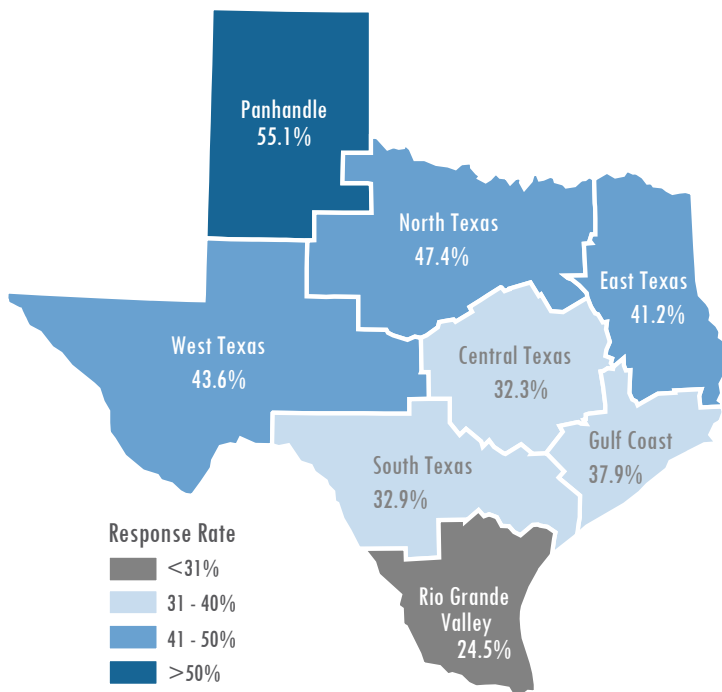 Panhandle
55.1%
North Texas
47.4%
East Texas
41.2%
West Texas
43.6%
Central Texas
32.3%
Gulf Coast
37.9%
South Texas
32.9%
Rio Grande
Valley
24.5%
Response Rate
<31%
31 - 40%
41 - 50%
>50%